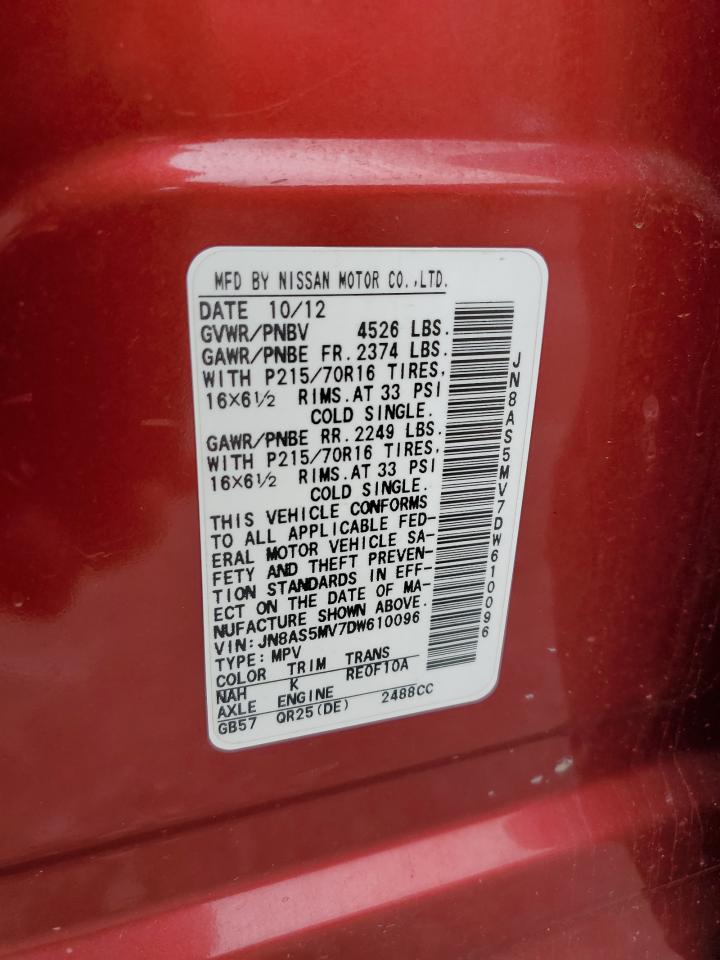 MFD BY NISSAN MOTOR CO.,LTD.
DATE 10/12
GVWR/PNBV 4526 LBS.
GAWR/PNBE FR. 2374 LBS.
WITH P215/70R16 TIRES,
16×6½ RIMS.AT 33 PSI
COLD SINGLE.
GAWR/PNBE RR. 2249 LBS.
WITH P215/70R16 TIRES,
16×6½ RIMS.AT 33 PSI
COLD SINGLE.
THIS VEHICLE CONFORMS
TO ALL APPLICABLE FED-
ERAL MOTOR VEHICLE SA-
FETY AND THEFT PREVEN-
TION STANDARDS IN EFF-
ECT ON THE DATE OF MA-
NUFACTURE SHOWN ABOVE.
VIN:JN8AS5MV7DW610096
TYPE:MPV
COLOR TRIM TRANS
NAH K RE0F10A
AXLE ENGINE
GB57 QR25(DE) 2488CC
JN8AS5MV7DW610096